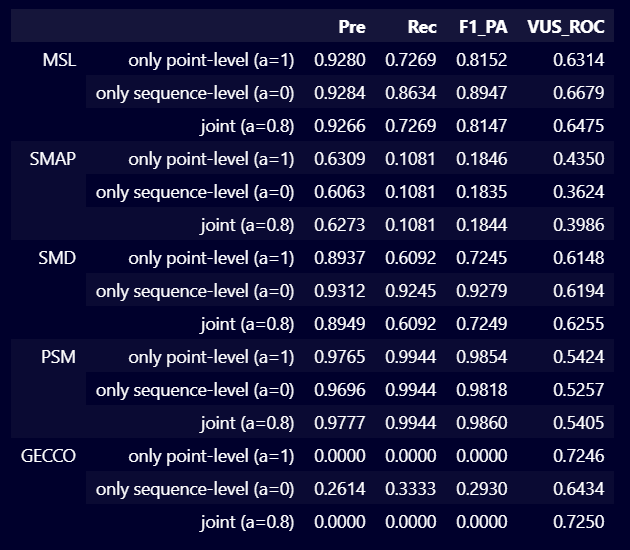 Pre Rec F1_PA VUS_ROC
MSL only point-level (a=1) 0.9280 0.7269 0.8152 0.6314
only sequence-level (a=0) 0.9284 0.8634 0.8947 0.6679
joint (a=0.8) 0.9266 0.7269 0.8147 0.6475
SMAP only point-level (a=1) 0.6309 0.1081 0.1846 0.4350
only sequence-level (a=0) 0.6063 0.1081 0.1835 0.3624
joint (a=0.8) 0.6273 0.1081 0.1844 0.3986
SMD only point-level (a=1) 0.8937 0.6092 0.7245 0.6148
only sequence-level (a=0) 0.9312 0.9245 0.9279 0.6194
joint (a=0.8) 0.8949 0.6092 0.7249 0.6255
PSM only point-level (a=1) 0.9765 0.9944 0.9854 0.5424
only sequence-level (a=0) 0.9696 0.9944 0.9818 0.5257
joint (a=0.8) 0.9777 0.9944 0.9860 0.5405
GECCO only point-level (a=1) 0.0000 0.0000 0.0000 0.7246
only sequence-level (a=0) 0.2614 0.3333 0.2930 0.6434
joint (a=0.8) 0.0000 0.0000 0.0000 0.7250